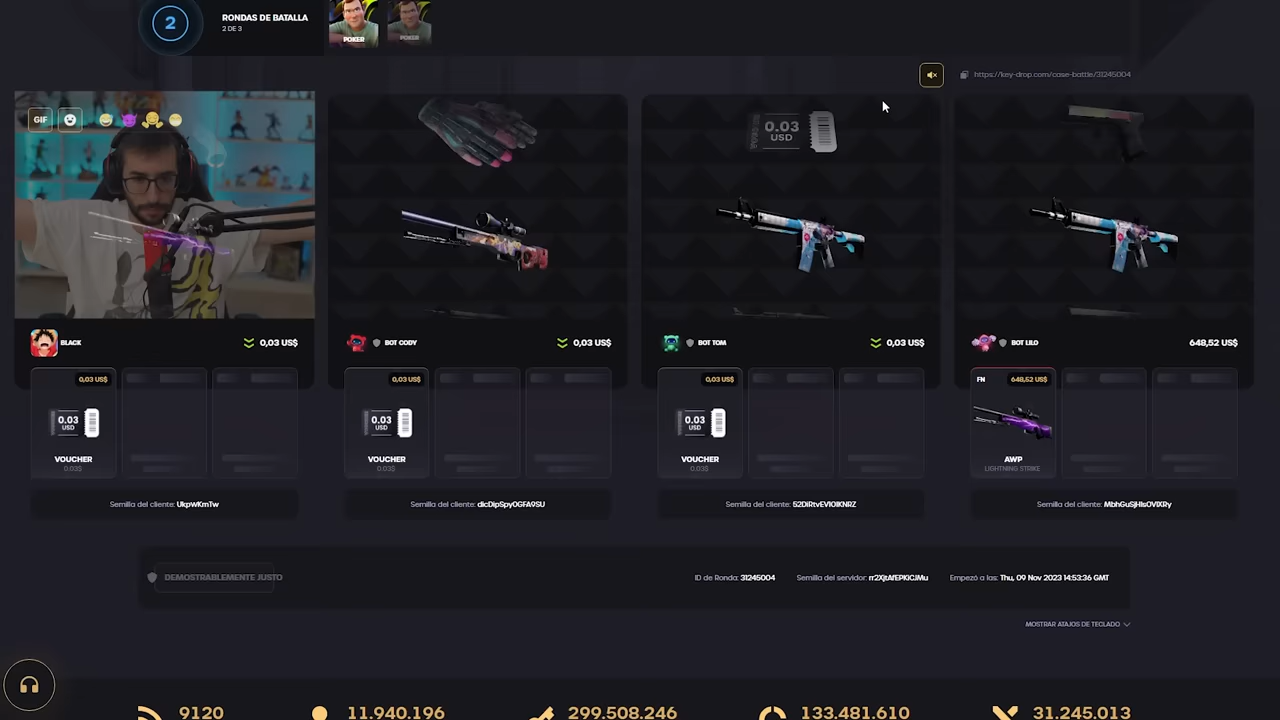 2
RONDAS DE BATALLA
2 DE 3
POKER
POKER
https://key-drop.com/case-battle/31245004
GIF
0.03
USD
BLACK
0,03 US$
BOT CODY
0,03 US$
BOT TOM
0,03 US$
BOT LILO
648,52 US$
0,03 US$
0.03
USD
VOUCHER
0.03$
0,03 US$
0.03
USD
VOUCHER
0.03$
0,03 US$
0.03
USD
VOUCHER
0.03$
FN
648,52 US$
AWP
LIGHTNING STRIKE
Semilla del cliente: UkpWKmTw
Semilla del cliente:
Semilla del cliente:
Semilla del cliente:
DEMOSTRABLEMENTE JUSTO
ID de Ronda: 31245004
Semilla del servidor:
Empezó a las: Thu, 09 Nov 2023 14:53:36 GMT
MOSTRAR ATAJOS DE TECLADO
9120
11.940.196
299.508.246
133.481.610
31.245.013